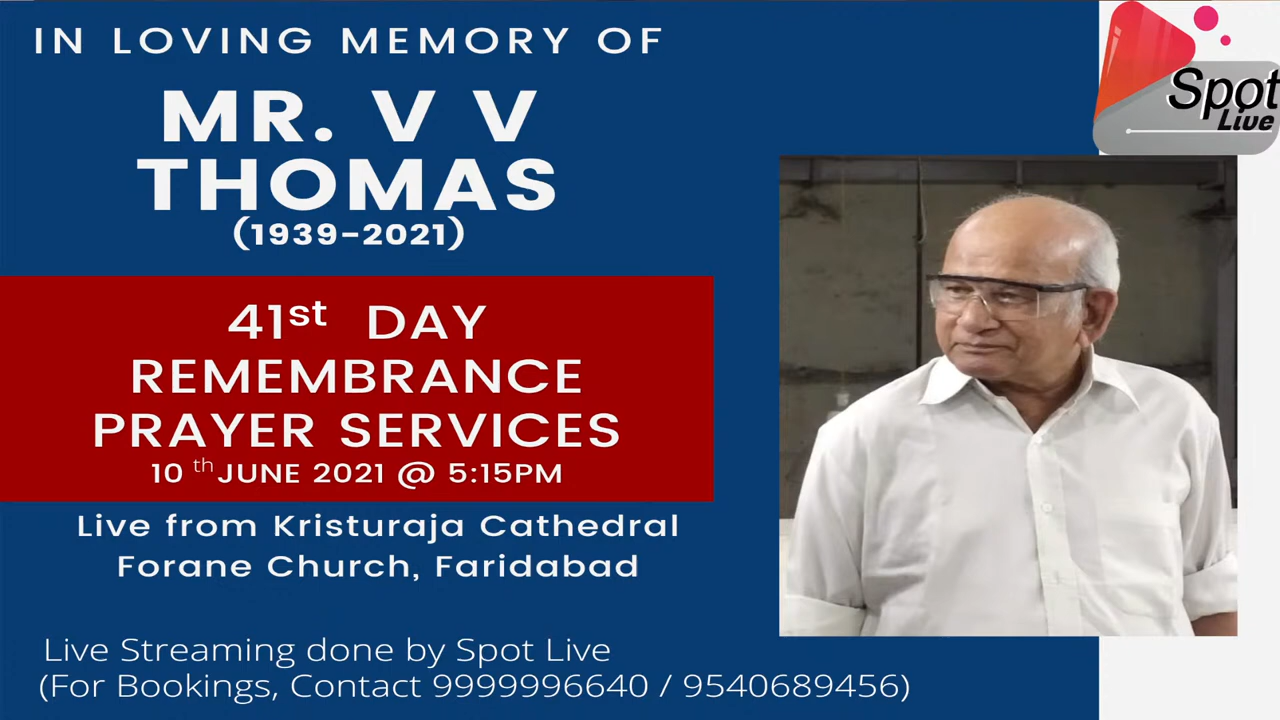 IN LOVING MEMORY OF
MR. V V
THOMAS
(1939-2021)
41st DAY
REMEMBRANCE
PRAYER SERVICES
10 th JUNE 2021 @ 5:15PM
Live from Kristuraja Cathedral
Forane Church, Faridabad
Live Streaming done by Spot Live
(For Bookings, Contact 9999996640 / 9540689456)
Spot
Live